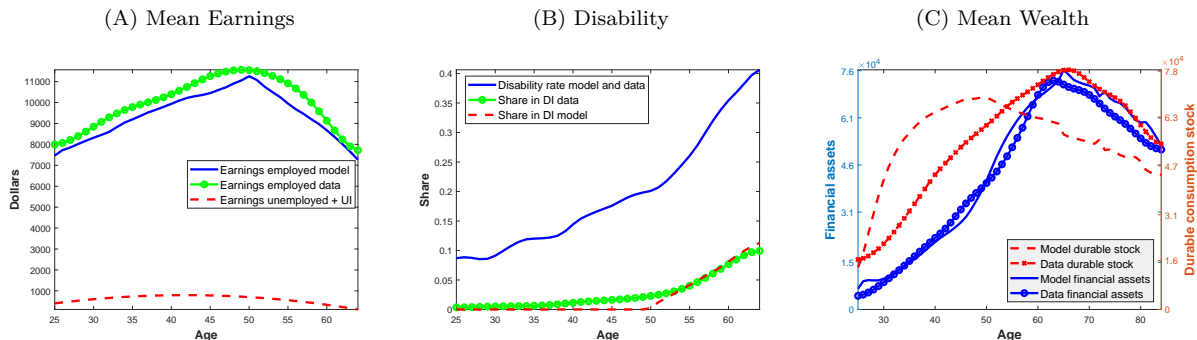 (A) Mean Earnings
Dollars
11000
10000
9000
8000
7000
6000
5000
4000
3000
2000
1000
25 30 35 40 45 50 55 60
Age
Earnings employed model
Earnings employed data
Earnings unemployed + UI
(B) Disability
Share
0.4
0.35
0.3
0.25
0.2
0.15
0.1
0.05
0
25 30 35 40 45 50 55 60
Age
Disability rate model and data
Share in DI data
Share in DI model
(C) Mean Wealth
Financial assets
×10⁴
7.6
6.1
4.6
3.1
1.5
0
30 40 50 60 70 80
Age
Durable consumption stock
×10⁴
7.8
6.3
4.7
3.1
1.6
0
Model durable stock
Data durable stock
Model financial assets
Data financial assets